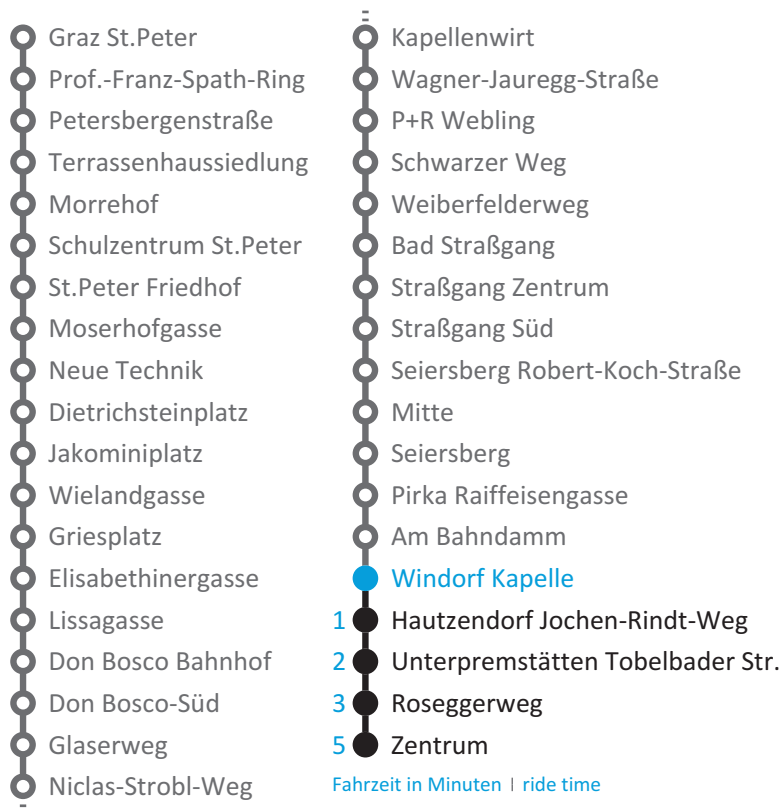 Graz St.Peter
Prof.-Franz-Spath-Ring
Petersbergenstraße
Terrassenhaussiedlung
Morrehof
Schulzentrum St.Peter
St.Peter Friedhof
Moserhofgasse
Neue Technik
Dietrichsteinplatz
Jakominiplatz
Wielandgasse
Griesplatz
Elisabethinergasse
Lissagasse
Don Bosco Bahnhof
Don Bosco-Süd
Glaserweg
Niclas-Strobl-Weg
Kapellenwirt
Wagner-Jauregg-Straße
P+R Webling
Schwarzer Weg
Weiberfelderweg
Bad Straßgang
Straßgang Zentrum
Straßgang Süd
Seiersberg Robert-Koch-Straße
Mitte
Seiersberg
Pirka Raiffeisengasse
Am Bahndamm
Windorf Kapelle
1 Hautzendorf Jochen-Rindt-Weg
2 Unterpremstätten Tobelbader Str.
3 Roseggerweg
5 Zentrum
Fahrzeit in Minuten | ride time